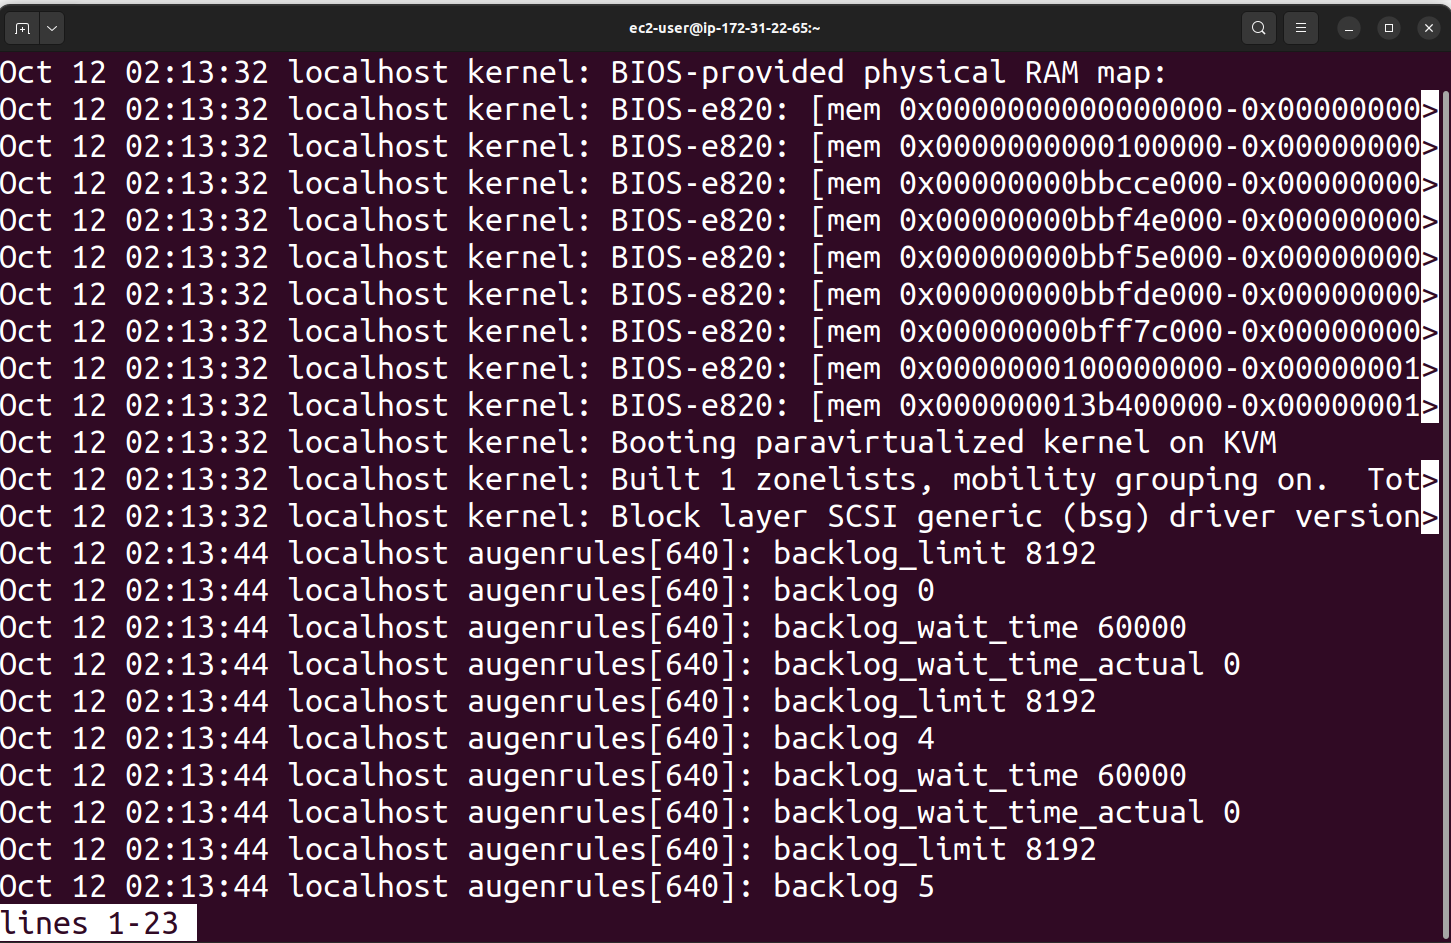 ec2-user@ip-172-31-22-65:~
Oct 12 02:13:32 localhost kernel: BIOS-provided physical RAM map:
Oct 12 02:13:32 localhost kernel: BIOS-e820: [mem 0x0000000000000000-0x00000000>
Oct 12 02:13:32 localhost kernel: BIOS-e820: [mem 0x0000000000100000-0x00000000>
Oct 12 02:13:32 localhost kernel: BIOS-e820: [mem 0x00000000bbcce000-0x00000000>
Oct 12 02:13:32 localhost kernel: BIOS-e820: [mem 0x00000000bbf4e000-0x00000000>
Oct 12 02:13:32 localhost kernel: BIOS-e820: [mem 0x00000000bbf5e000-0x00000000>
Oct 12 02:13:32 localhost kernel: BIOS-e820: [mem 0x00000000bbfde000-0x00000000>
Oct 12 02:13:32 localhost kernel: BIOS-e820: [mem 0x00000000bff7c000-0x00000000>
Oct 12 02:13:32 localhost kernel: BIOS-e820: [mem 0x0000000100000000-0x00000001>
Oct 12 02:13:32 localhost kernel: BIOS-e820: [mem 0x000000013b400000-0x00000001>
Oct 12 02:13:32 localhost kernel: Booting paravirtualized kernel on KVM
Oct 12 02:13:32 localhost kernel: Built 1 zonelists, mobility grouping on.  Tot>
Oct 12 02:13:32 localhost kernel: Block layer SCSI generic (bsg) driver version>
Oct 12 02:13:44 localhost augenrules[640]: backlog_limit 8192
Oct 12 02:13:44 localhost augenrules[640]: backlog 0
Oct 12 02:13:44 localhost augenrules[640]: backlog_wait_time 60000
Oct 12 02:13:44 localhost augenrules[640]: backlog_wait_time_actual 0
Oct 12 02:13:44 localhost augenrules[640]: backlog_limit 8192
Oct 12 02:13:44 localhost augenrules[640]: backlog 4
Oct 12 02:13:44 localhost augenrules[640]: backlog_wait_time 60000
Oct 12 02:13:44 localhost augenrules[640]: backlog_wait_time_actual 0
Oct 12 02:13:44 localhost augenrules[640]: backlog_limit 8192
Oct 12 02:13:44 localhost augenrules[640]: backlog 5
lines 1-23